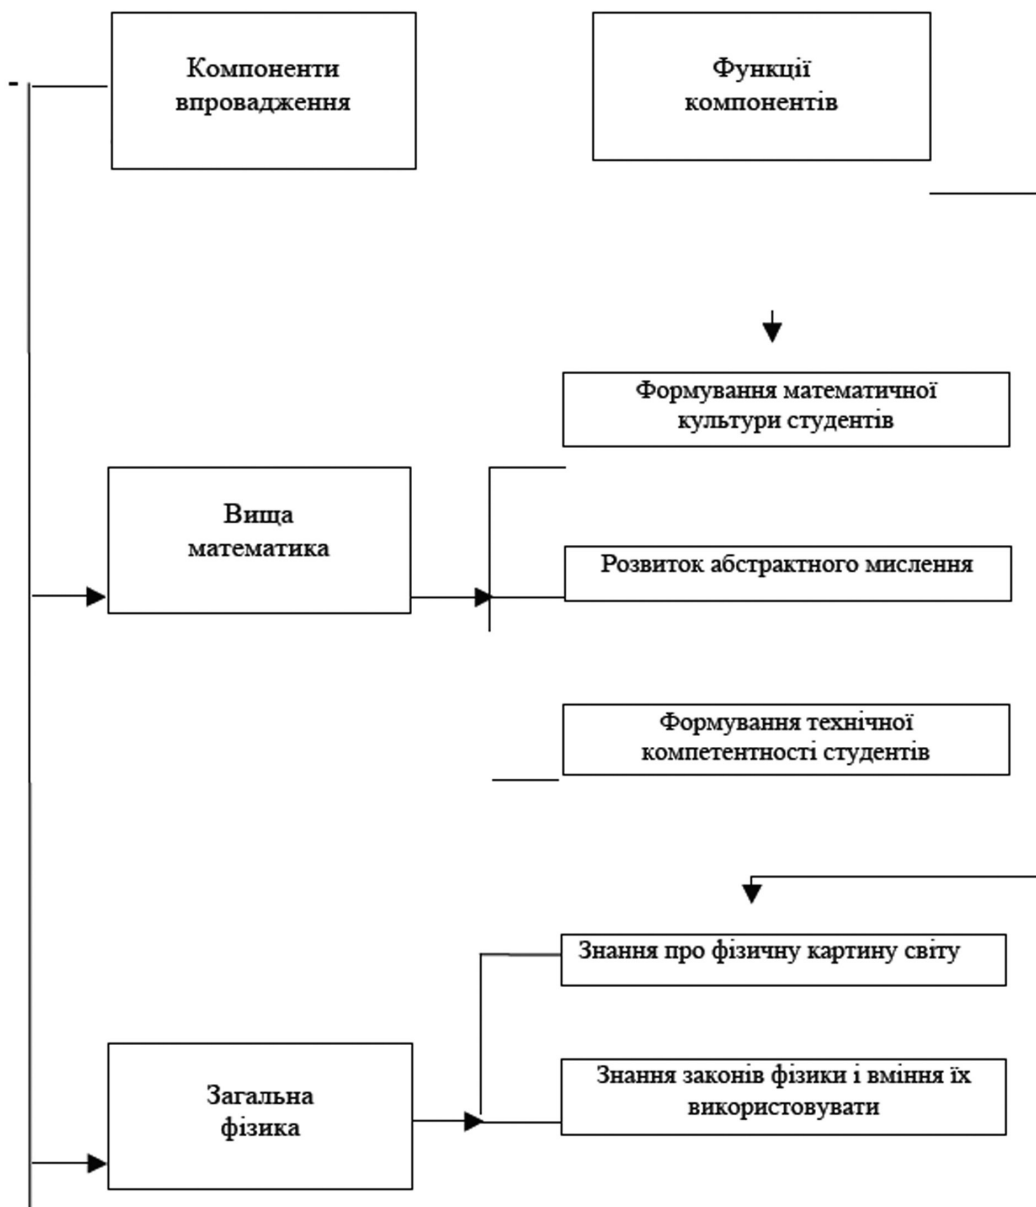 Компоненти
впровадження
Функції
компонентів
Формування математичної
культури студентів
Вища
математика
Розвиток абстрактного мислення
Формування технічної
компетентності студентів
Знання про фізичну картину світу
Загальна
фізика
Знання законів фізики і вміння їх
використовувати